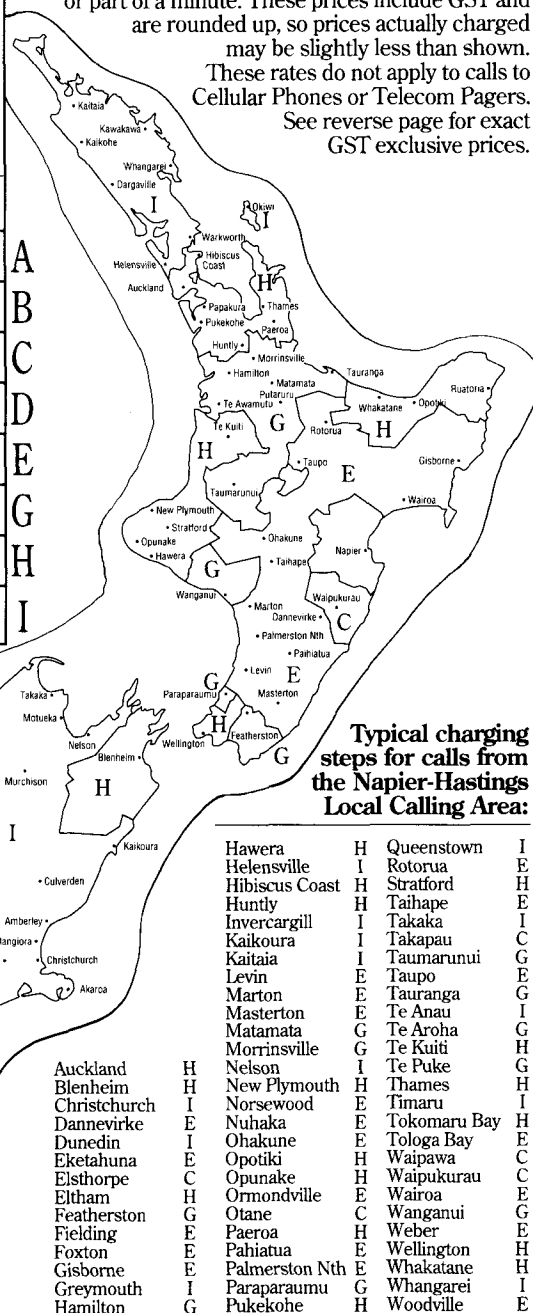 or part of a minute. These prices include GST and
are rounded up, so prices actually charged
may be slightly less than shown.
These rates do not apply to calls to
Cellular Phones or Telecom Pagers.
See reverse page for exact
GST exclusive prices.
A
B
C
D
E
G
H
I
Kaitaia
Kawakawa
Kaikohe
Whangarei
Dargaville
I
Okiwi
I
Warkworth
Hibiscus
Coast
Helensville
Auckland
H
Papakura
Thames
Pukekohe
Paeroa
Huntly
Morrinsville
Hamilton
Tauranga
Matamata
Putaruru
Te Awamutu
G
Whakatane
Opotiki
Ruatoria
Te Kuiti
Rotorua
H
H
Taupo
E
Gisborne
Taumarunui
Wairoa
New Plymouth
Stratford
Opunake
Ohakune
Napier
Hawera
Taihape
G
Wanganui
Waipukurau
Marton
Dannevirke
C
Palmerston Nth
Paihiatua
Levin
E
G
Paraparaumu
Masterton
H
Wellington
Featherston
G
Takaka
Motueka
Nelson
Blenheim
Murchison
H
I
Kaikoura
Culverden
Amberley
angiora
Christchurch
Akaroa
Typical charging
steps for calls from
the Napier-Hastings
Local Calling Area:
Auckland H
Blenheim H
Christchurch I
Dannevirke E
Dunedin I
Eketahuna E
Elsthorpe C
Eltham H
Featherston G
Fielding E
Foxton E
Gisborne E
Greymouth I
Hamilton G
Hawera H
Helensville I
Hibiscus Coast H
Huntly H
Invercargill I
Kaikoura I
Kaitaia I
Levin E
Marton E
Masterton E
Matamata G
Morrinsville G
Nelson I
New Plymouth H
Norsewood E
Nuhaka E
Ohakune E
Opotiki H
Opunake H
Ormondville E
Otane C
Paeroa H
Pahiatua E
Palmerston Nth E
Paraparaumu G
Pukekohe H
Queenstown I
Rotorua E
Stratford H
Taihape E
Takaka I
Takapau C
Taumarunui G
Taupo E
Tauranga G
Te Anau I
Te Aroha G
Te Kuiti H
Te Puke G
Thames H
Timaru I
Tokomaru Bay H
Tologa Bay E
Waipawa C
Waipukurau C
Wairoa E
Wanganui G
Weber E
Wellington H
Whakatane H
Whangarei I
Woodville E